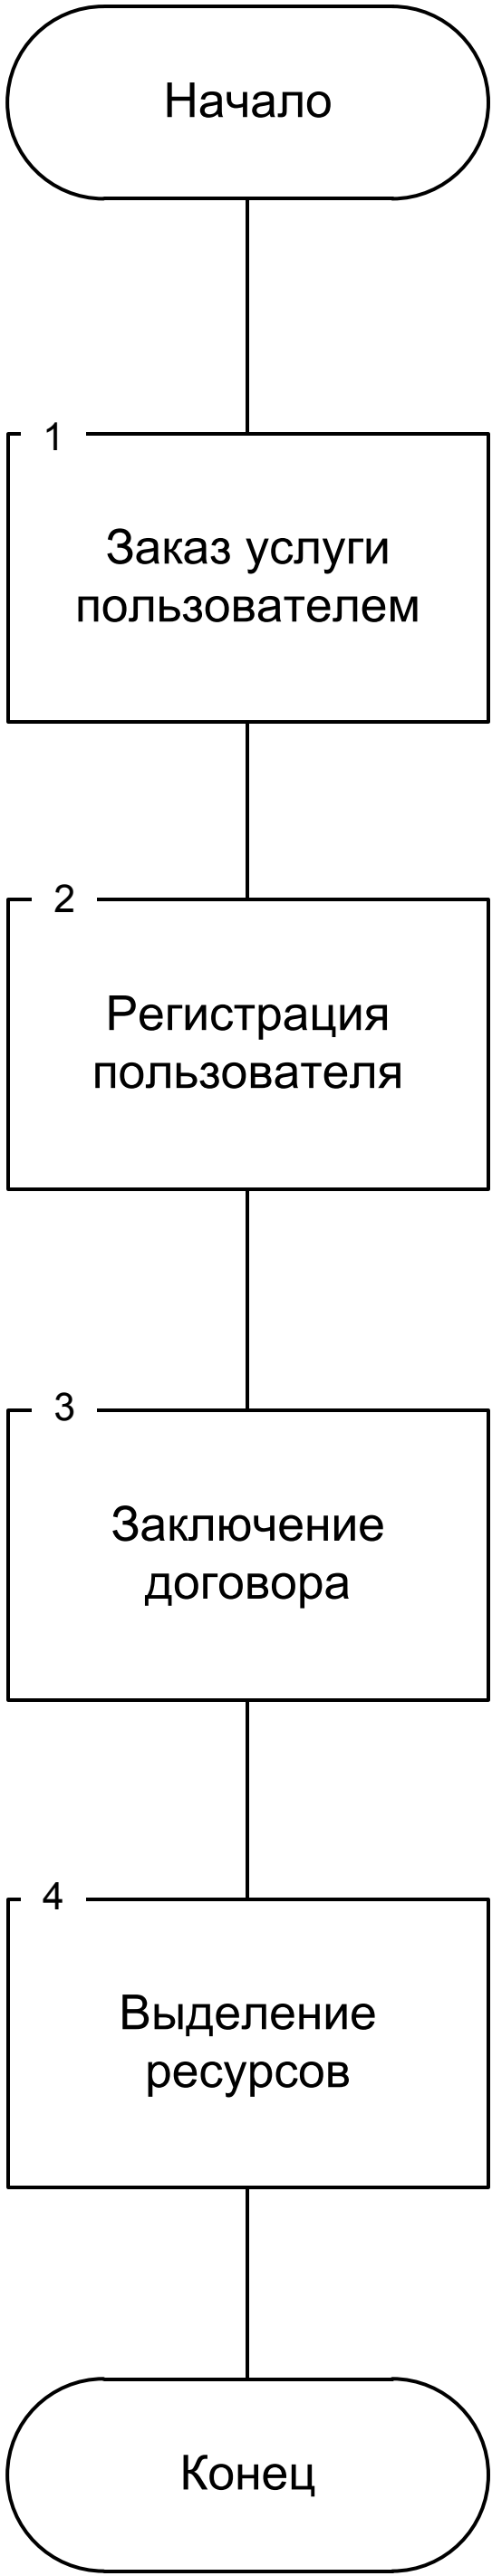 Начало
1
Заказ услуги
пользователем
2
Регистрация
пользователя
3
Заключение
договора
4
Выделение
ресурсов
Конец